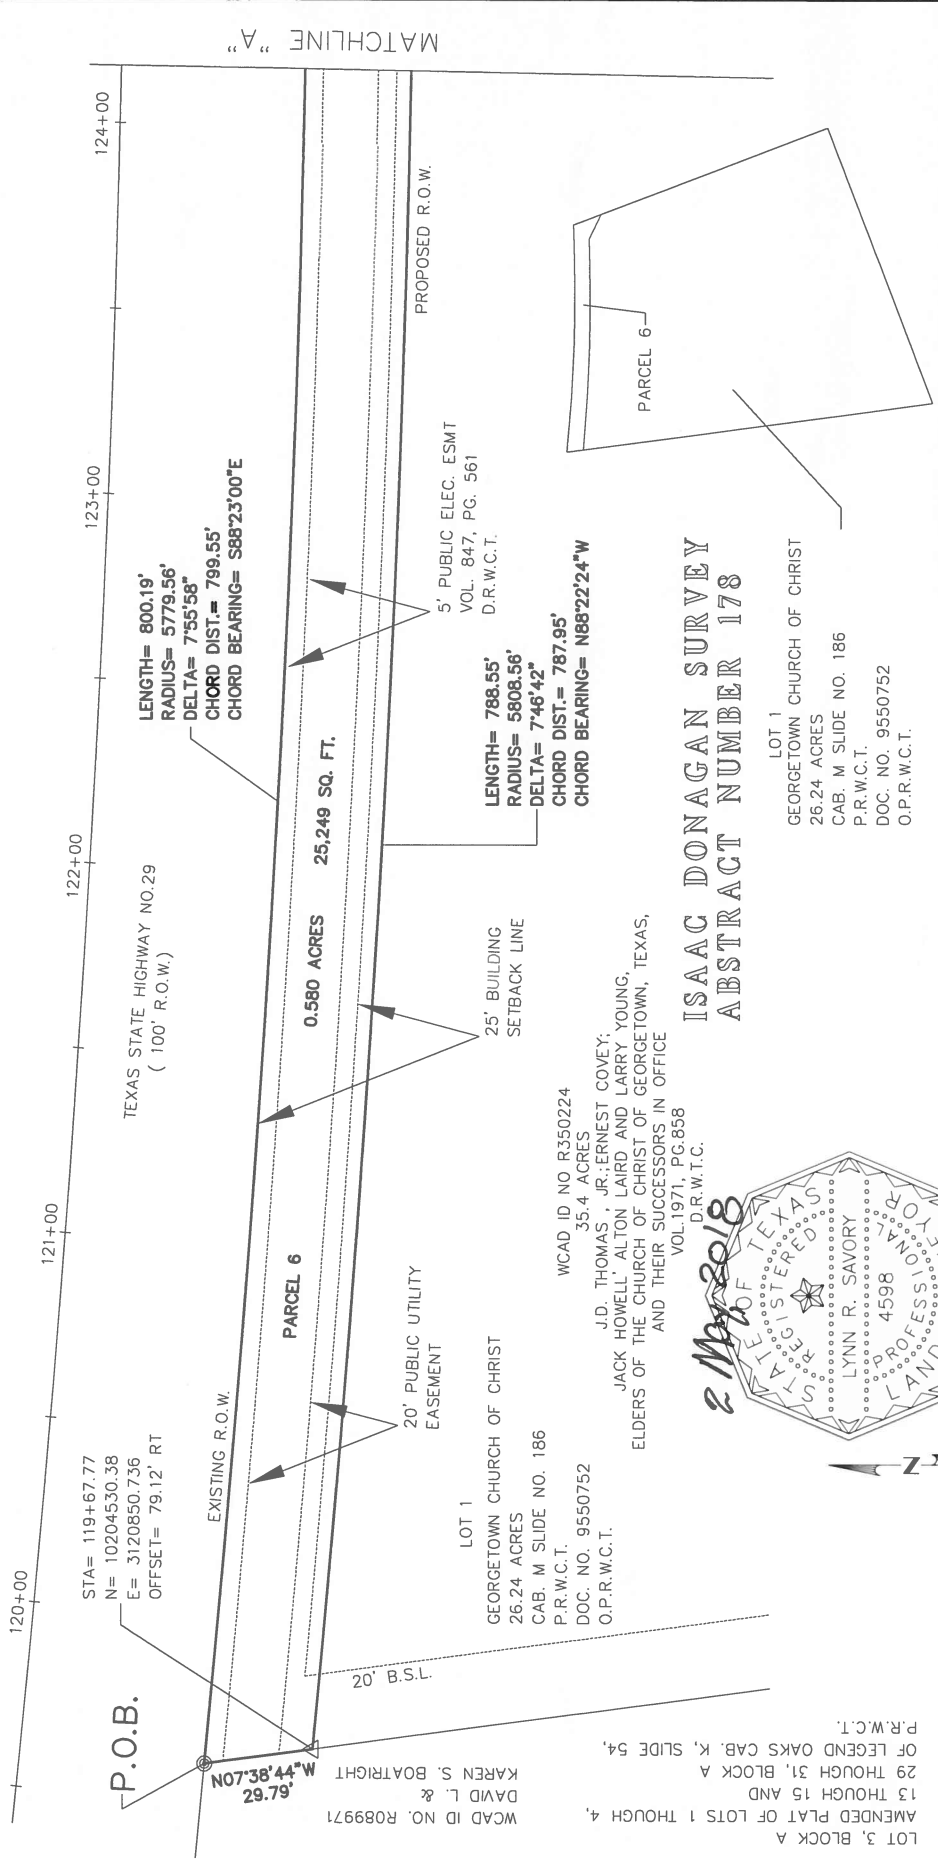 MATCHLINE "A"
120+00
121+00
122+00
123+00
124+00
TEXAS STATE HIGHWAY NO.29
( 100' R.O.W.)
P.O.B.
STA= 119+67.77
N= 10204530.38
E= 3120850.736
OFFSET= 79.12' RT
EXISTING R.O.W.
LENGTH= 800.19'
RADIUS= 5779.56'
DELTA= 7°55'58"
CHORD DIST.= 799.55'
CHORD BEARING= S88°23'00"E
N07°38'44"W
29.79'
PARCEL 6
0.580 ACRES
25,249 SQ. FT.
PROPOSED R.O.W.
20' PUBLIC UTILITY
EASEMENT
25' BUILDING
SETBACK LINE
5' PUBLIC ELEC. ESMT
VOL. 847, PG. 561
D.R.W.C.T.
LENGTH= 788.55'
RADIUS= 5808.56'
DELTA= 7°46'42"
CHORD DIST.= 787.95'
CHORD BEARING= N88°22'24"W
20' B.S.L.
WCAD ID NO. R089971
DAVID L. &
KAREN S. BOATRIGHT
LOT 3, BLOCK A
AMENDED PLAT OF LOTS 1 THOUGH 4,
13 THOUGH 15 AND
29 THOUGH 31, BLOCK A
OF LEGEND OAKS CAB. K, SLIDE 54,
P.R.W.C.T.
LOT 1
GEORGETOWN CHURCH OF CHRIST
26.24 ACRES
CAB. M SLIDE NO. 186
P.R.W.C.T.
DOC. NO. 9550752
O.P.R.W.C.T.
WCAD ID NO R350224
35.4 ACRES
J.D. THOMAS , JR.;ERNEST COVEY;
JACK HOWELL' ALTON LAIRD AND LARRY YOUNG,
ELDERS OF THE CHURCH OF CHRIST OF GEORGETOWN, TEXAS,
AND THEIR SUCCESSORS IN OFFICE
VOL.1971, PG.858
D.R.W.T.C.
ISAAC DONAGAN SURVEY
ABSTRACT NUMBER 178
PARCEL 6
LOT 1
GEORGETOWN CHURCH OF CHRIST
26.24 ACRES
CAB. M SLIDE NO. 186
P.R.W.C.T.
DOC. NO. 9550752
O.P.R.W.C.T.
2 May 2018
STATE OF TEXAS
REGISTERED
LYNN R. SAVORY
4598
PROFESSIONAL
LAND
N